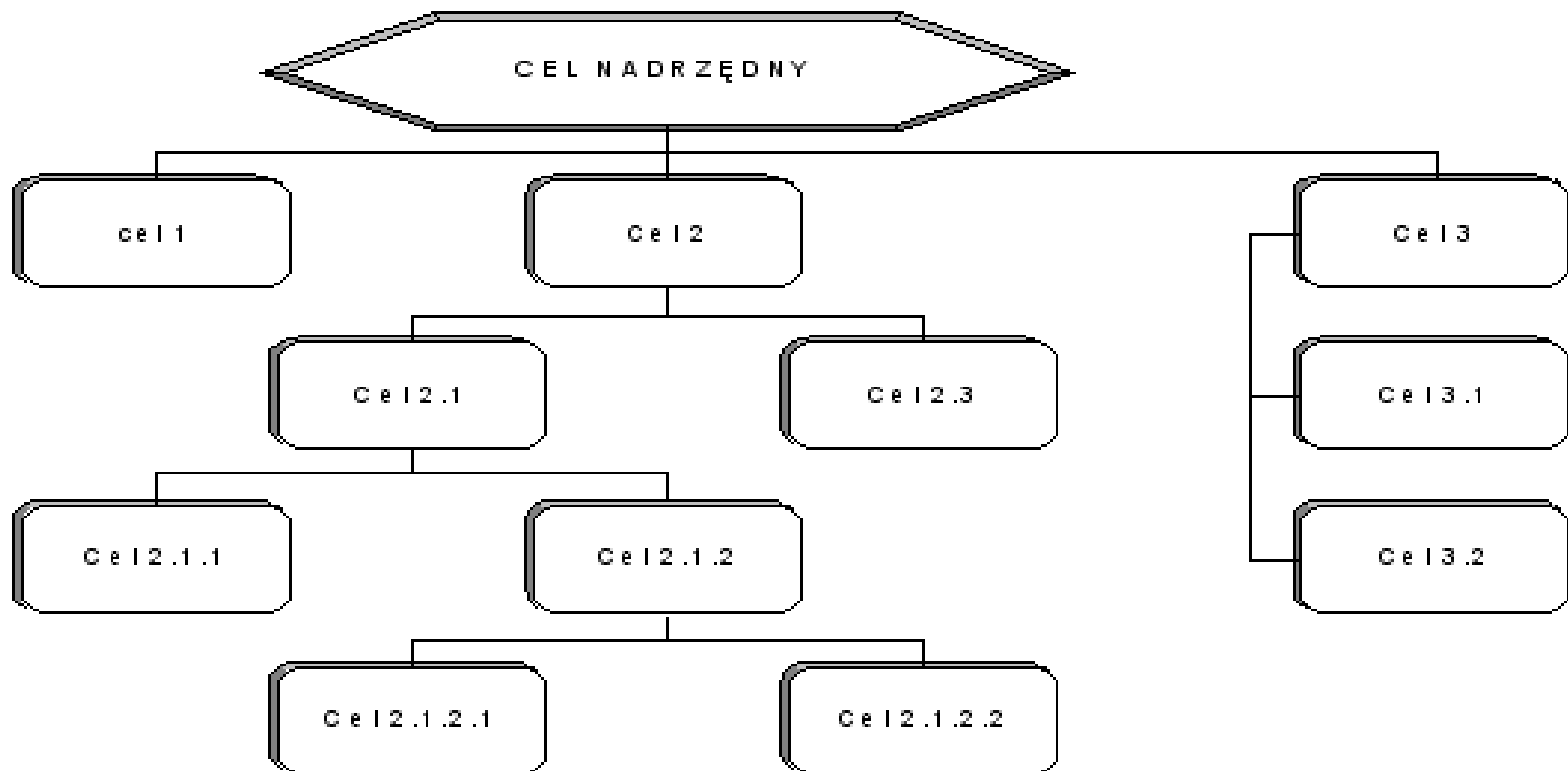 CEL NADRZĘDNY
cel 1
Cel 2
Cel 3
Cel 2.1
Cel 2.3
Cel 3.1
Cel 2.1.1
Cel 2.1.2
Cel 3.2
Cel 2.1.2.1
Cel 2.1.2.2